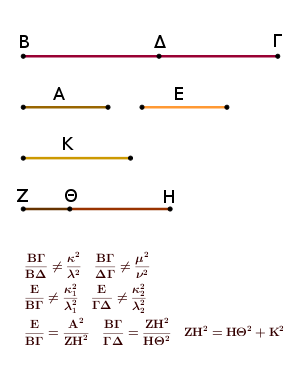 Β Δ Γ
Α Ε
Κ
Ζ Θ Η
ΒΓ/ΒΔ ≠ κ²/λ² ΒΓ/ΔΓ ≠ μ²/ν²
Ε/ΒΓ ≠ κ₁²/λ₁² Ε/ΓΔ ≠ κ₂²/λ₂²
Ε/ΒΓ = Α²/ΖΗ² ΒΓ/ΓΔ = ΖΗ²/ΗΘ² ΖΗ² = ΗΘ² + Κ²